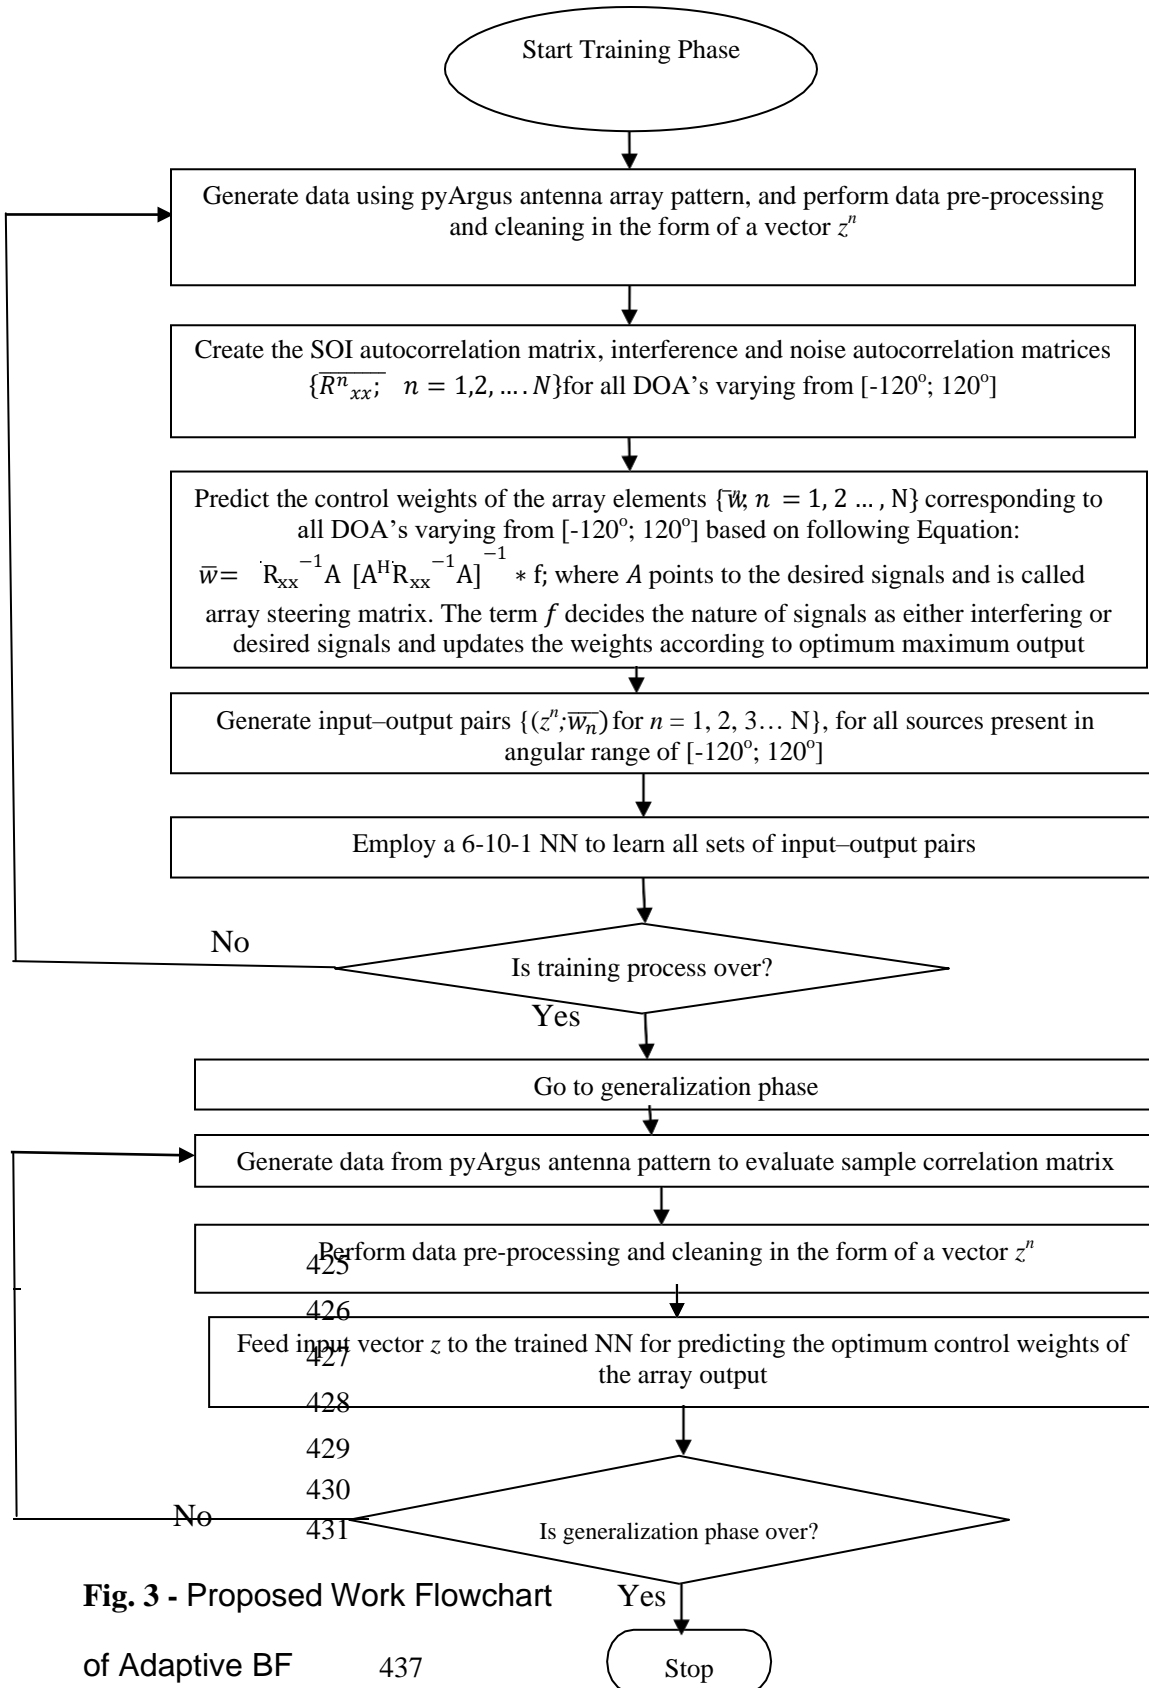 Start Training Phase
Generate data using pyArgus antenna array pattern, and perform data pre-processing
and cleaning in the form of a vector zⁿ
Create the SOI autocorrelation matrix, interference and noise autocorrelation matrices
{R̅ⁿ̅ₓₓ; n = 1,2, .... N}for all DOA's varying from [-120°; 120°]
Predict the control weights of the array elements {w̅ⁿ, n = 1, 2 ... , N} corresponding to
all DOA's varying from [-120°; 120°] based on following Equation:
w̅ = Rₓₓ⁻¹A [AᴴRₓₓ⁻¹A]⁻¹ * f; where A points to the desired signals and is called
array steering matrix. The term f decides the nature of signals as either interfering or
desired signals and updates the weights according to optimum maximum output
Generate input–output pairs {(zⁿ; w̅ₙ) for n = 1, 2, 3… N}, for all sources present in
angular range of [-120°; 120°]
Employ a 6-10-1 NN to learn all sets of input–output pairs
No
Is training process over?
Yes
Go to generalization phase
Generate data from pyArgus antenna pattern to evaluate sample correlation matrix
Perform data pre-processing and cleaning in the form of a vector zⁿ
425
426
Feed input vector z to the trained NN for predicting the optimum control weights of
427
the array output
428
429
430
No
431
Is generalization phase over?
Fig. 3 - Proposed Work Flowchart
Yes
of Adaptive BF
437
Stop